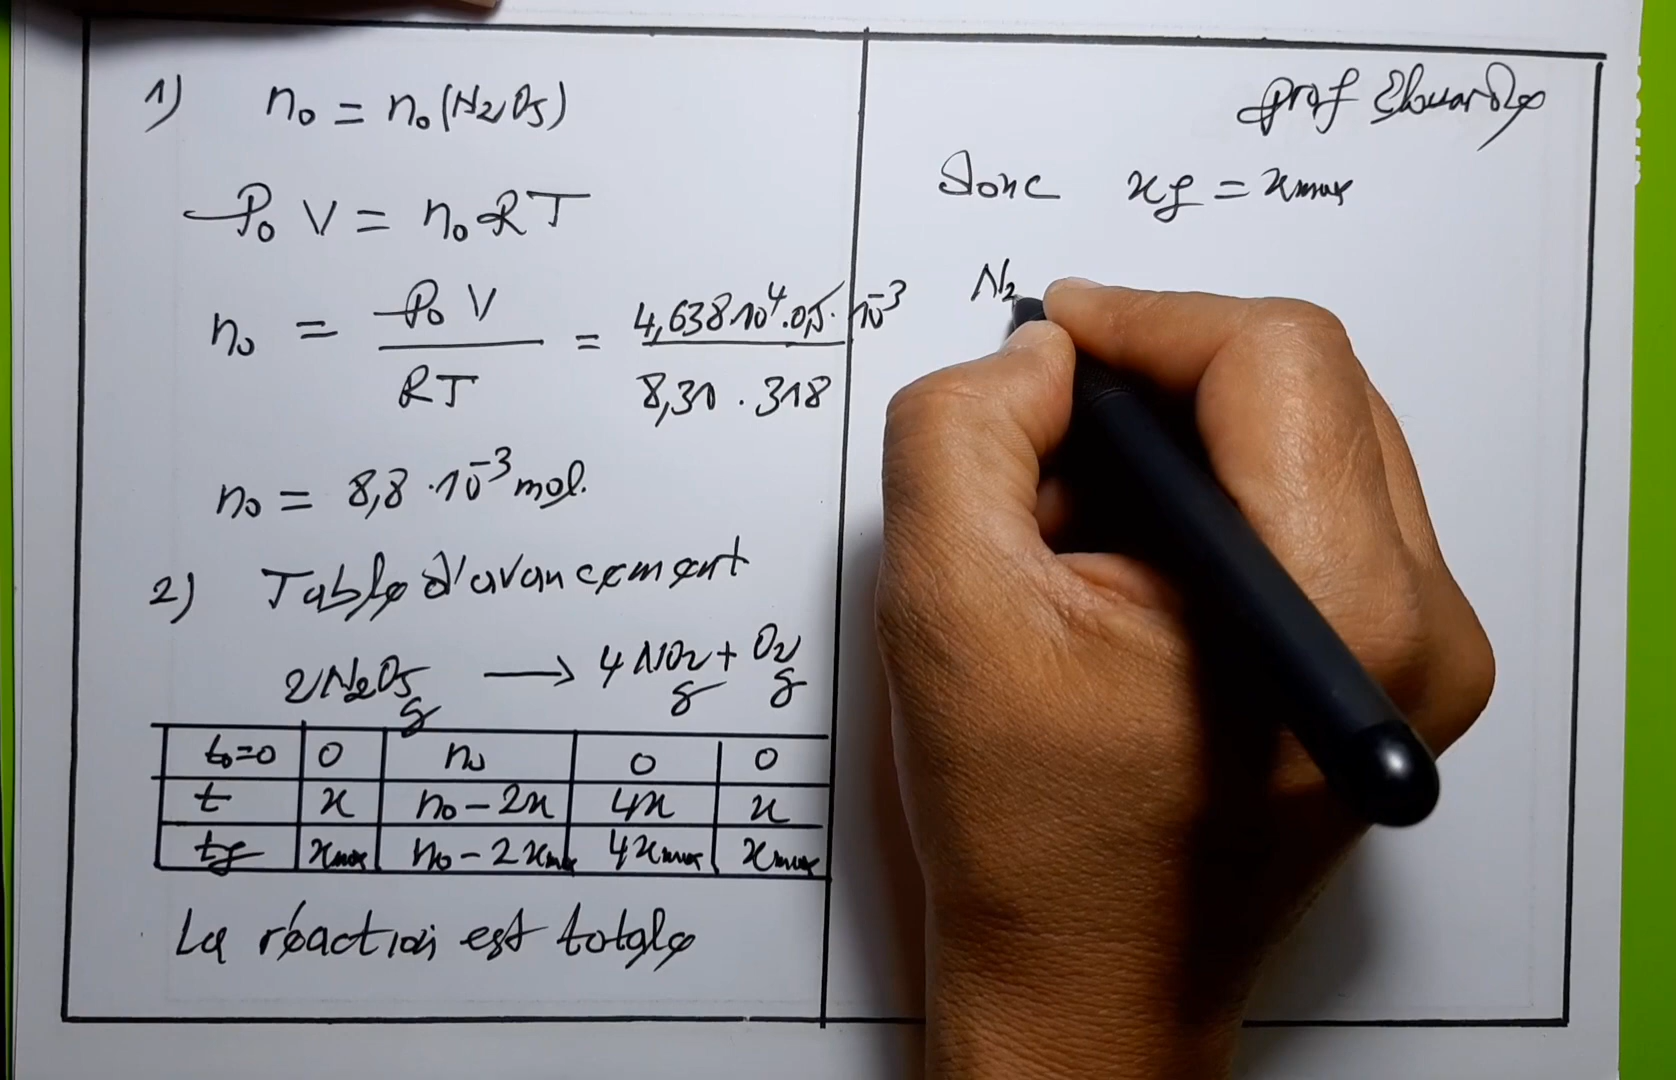 1) n₀ = n₀(N₂O₅)
P₀ V = n₀ R T
n₀ = P₀ V / RT = 4,638 10⁴ . 0,5 . 10⁻³ / 8,31 . 318
n₀ = 8,8 . 10⁻³ mol.
2) Table d'avancement
2N₂O₅ g → 4NO₂ g + O₂ g
t₀=0 0 n₀ 0 0
t x n₀ - 2x 4x x
tf xmax n₀ - 2xmax 4xmax xmax
La réaction est totale
prof
Donc xf = xmax
N₂